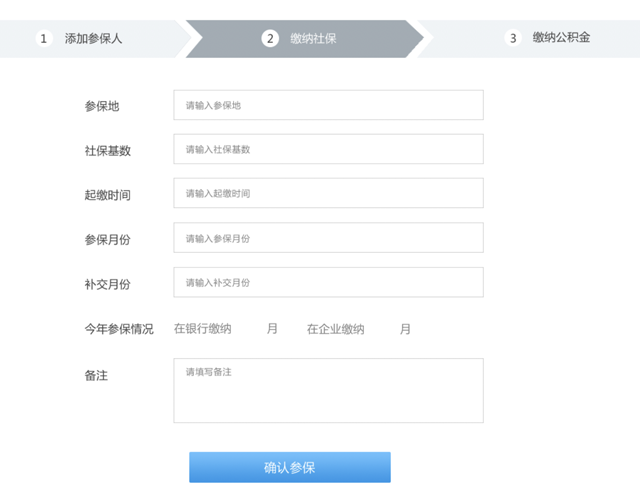 1 添加参保人 2 缴纳社保 3 缴纳公积金
参保地 请输入参保地
社保基数 请输入社保基数
起缴时间 请输入起缴时间
参保月份 请输入参保月份
补交月份 请输入补交月份
今年参保情况 在银行缴纳 月 在企业缴纳 月
备注 请填写备注
确认参保